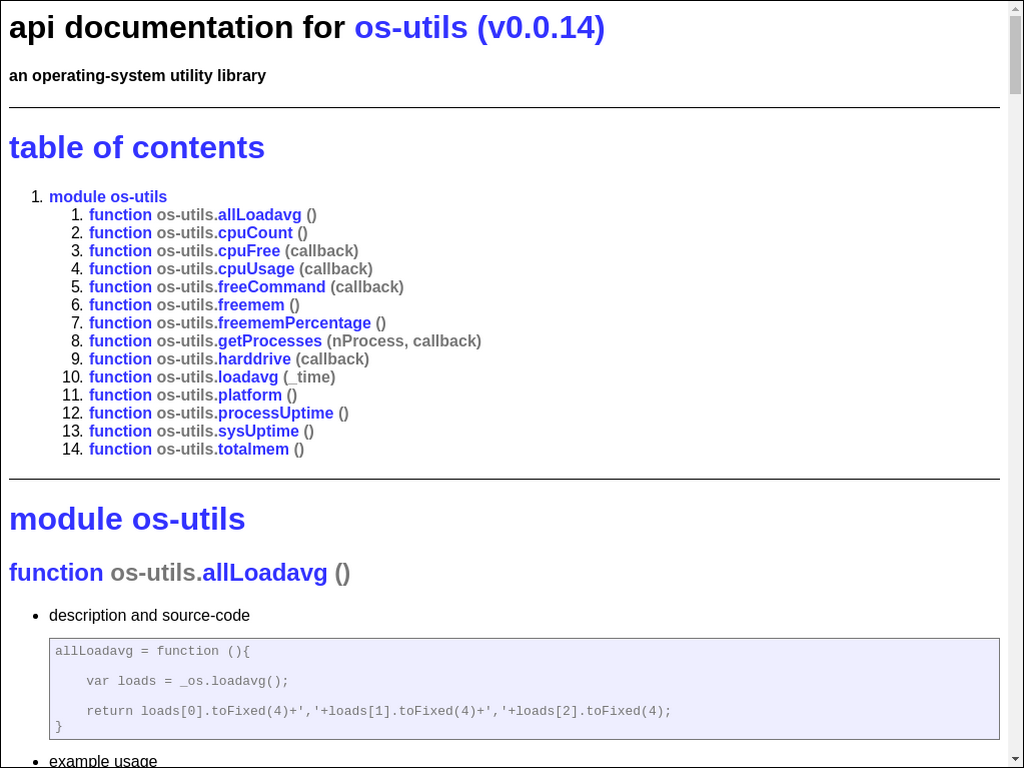 api documentation for os-utils (v0.0.14)
an operating-system utility library
table of contents
1. module os-utils
1. function os-utils.allLoadavg ()
2. function os-utils.cpuCount ()
3. function os-utils.cpuFree (callback)
4. function os-utils.cpuUsage (callback)
5. function os-utils.freeCommand (callback)
6. function os-utils.freemem ()
7. function os-utils.freememPercentage ()
8. function os-utils.getProcesses (nProcess, callback)
9. function os-utils.harddrive (callback)
10. function os-utils.loadavg (_time)
11. function os-utils.platform ()
12. function os-utils.processUptime ()
13. function os-utils.sysUptime ()
14. function os-utils.totalmem ()
module os-utils
function os-utils.allLoadavg ()
• description and source-code
allLoadavg = function (){
    var loads = _os.loadavg();
    return loads[0].toFixed(4)+','+loads[1].toFixed(4)+','+loads[2].toFixed(4);
}
• example usage